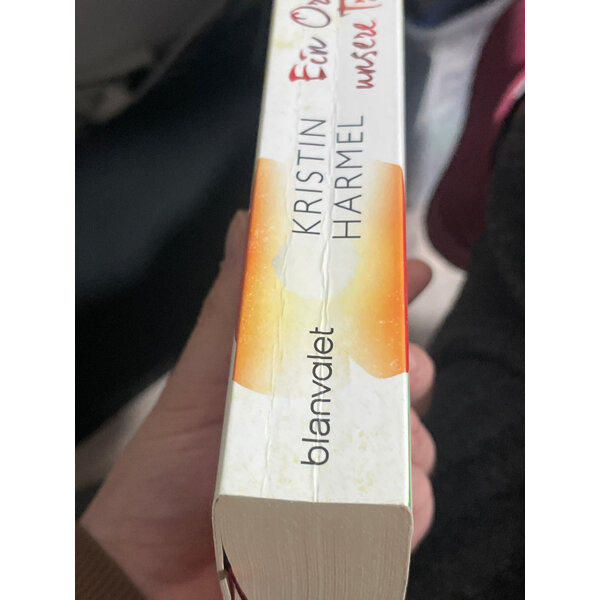 KRISTIN
HARMEL
Ein
unsere
blanvalet